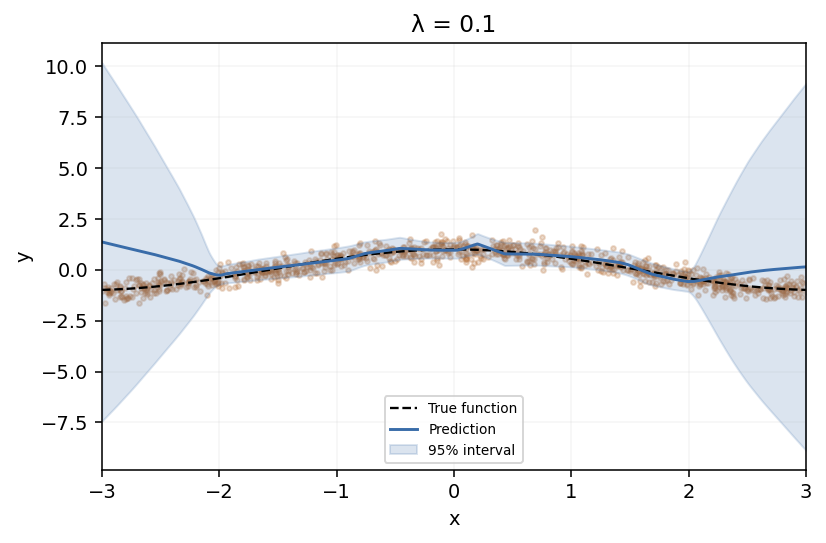 λ = 0.1
10.0
7.5
5.0
2.5
0.0
−2.5
−5.0
−7.5
y
True function
Prediction
95% interval
−3
−2
−1
0
1
2
3
x